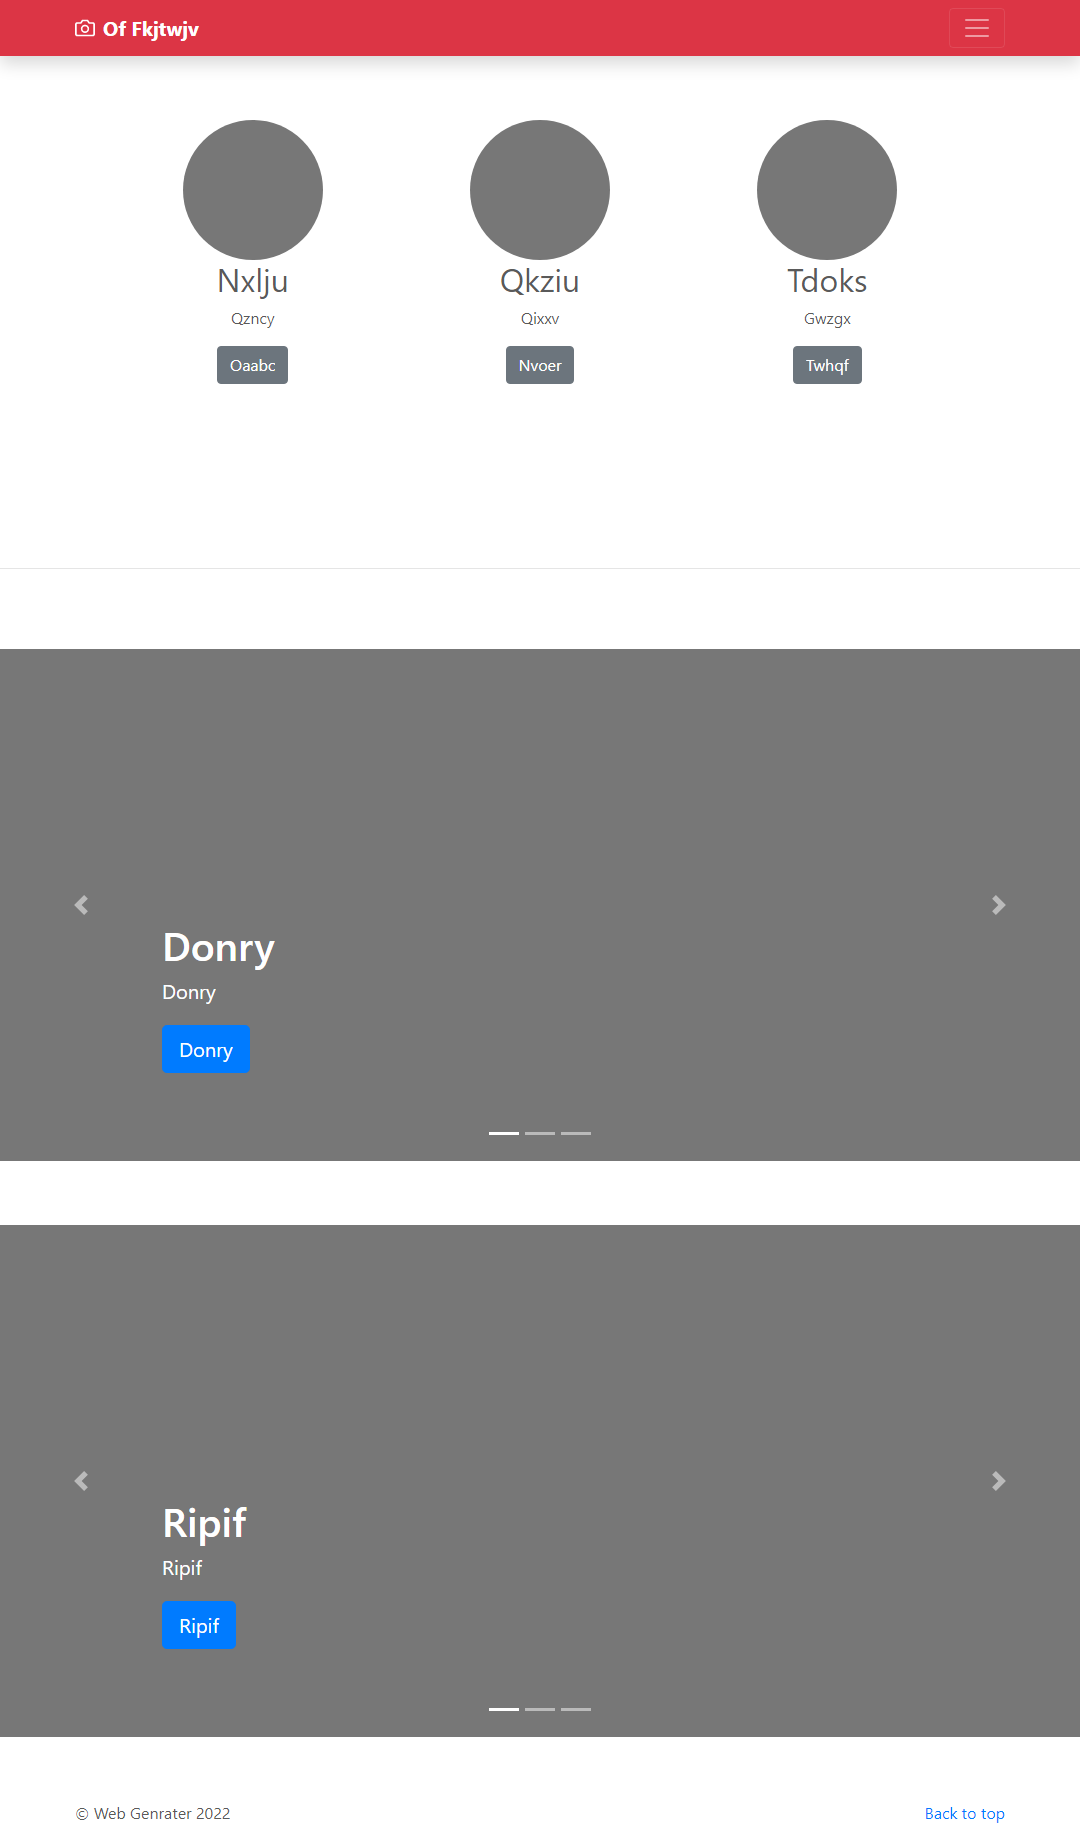 Of Fkjtwjv
Nxlju Qkziu Tdoks
Qzncy Qixxv Gwzgx
Oaabc Nvoer Twhqf
Donry
Donry
Donry
Ripif
Ripif
Ripif
© Web Genrater 2022 Back to top